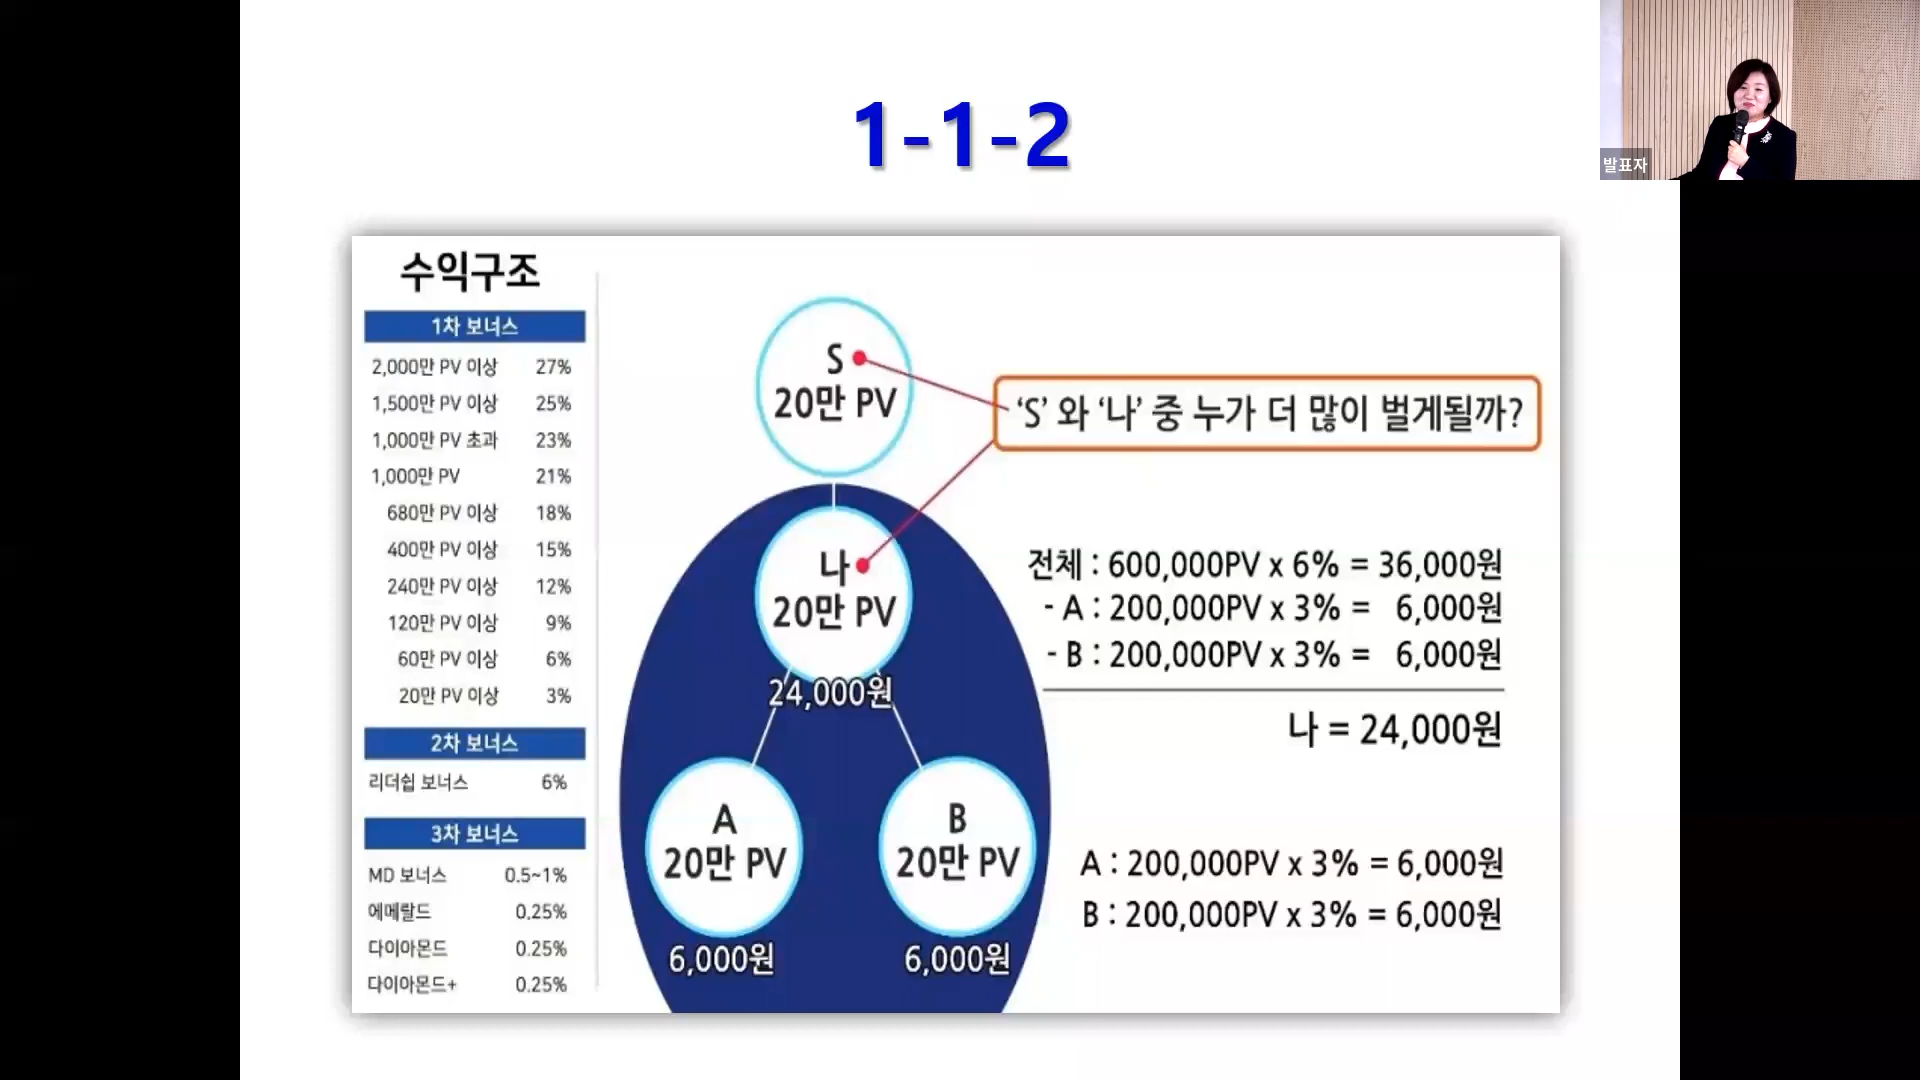 1-1-2
발표자
수익구조
1차 보너스
2,000만 PV 이상 27%
1,500만 PV 이상 25%
1,000만 PV 초과 23%
1,000만 PV 21%
680만 PV 이상 18%
400만 PV 이상 15%
240만 PV 이상 12%
120만 PV 이상 9%
60만 PV 이상 6%
20만 PV 이상 3%
2차 보너스
리더쉽 보너스 6%
3차 보너스
MD 보너스 0.5~1%
에메랄드 0.25%
다이아몬드 0.25%
다이아몬드+ 0.25%
S
20만 PV
‘S’ 와 ‘나’ 중 누가 더 많이 벌게될까?
나
20만 PV
24,000원
A
20만 PV
6,000원
B
20만 PV
6,000원
전체 : 600,000PV x 6% = 36,000원
- A : 200,000PV x 3% = 6,000원
- B : 200,000PV x 3% = 6,000원
나 = 24,000원
A : 200,000PV x 3% = 6,000원
B : 200,000PV x 3% = 6,000원